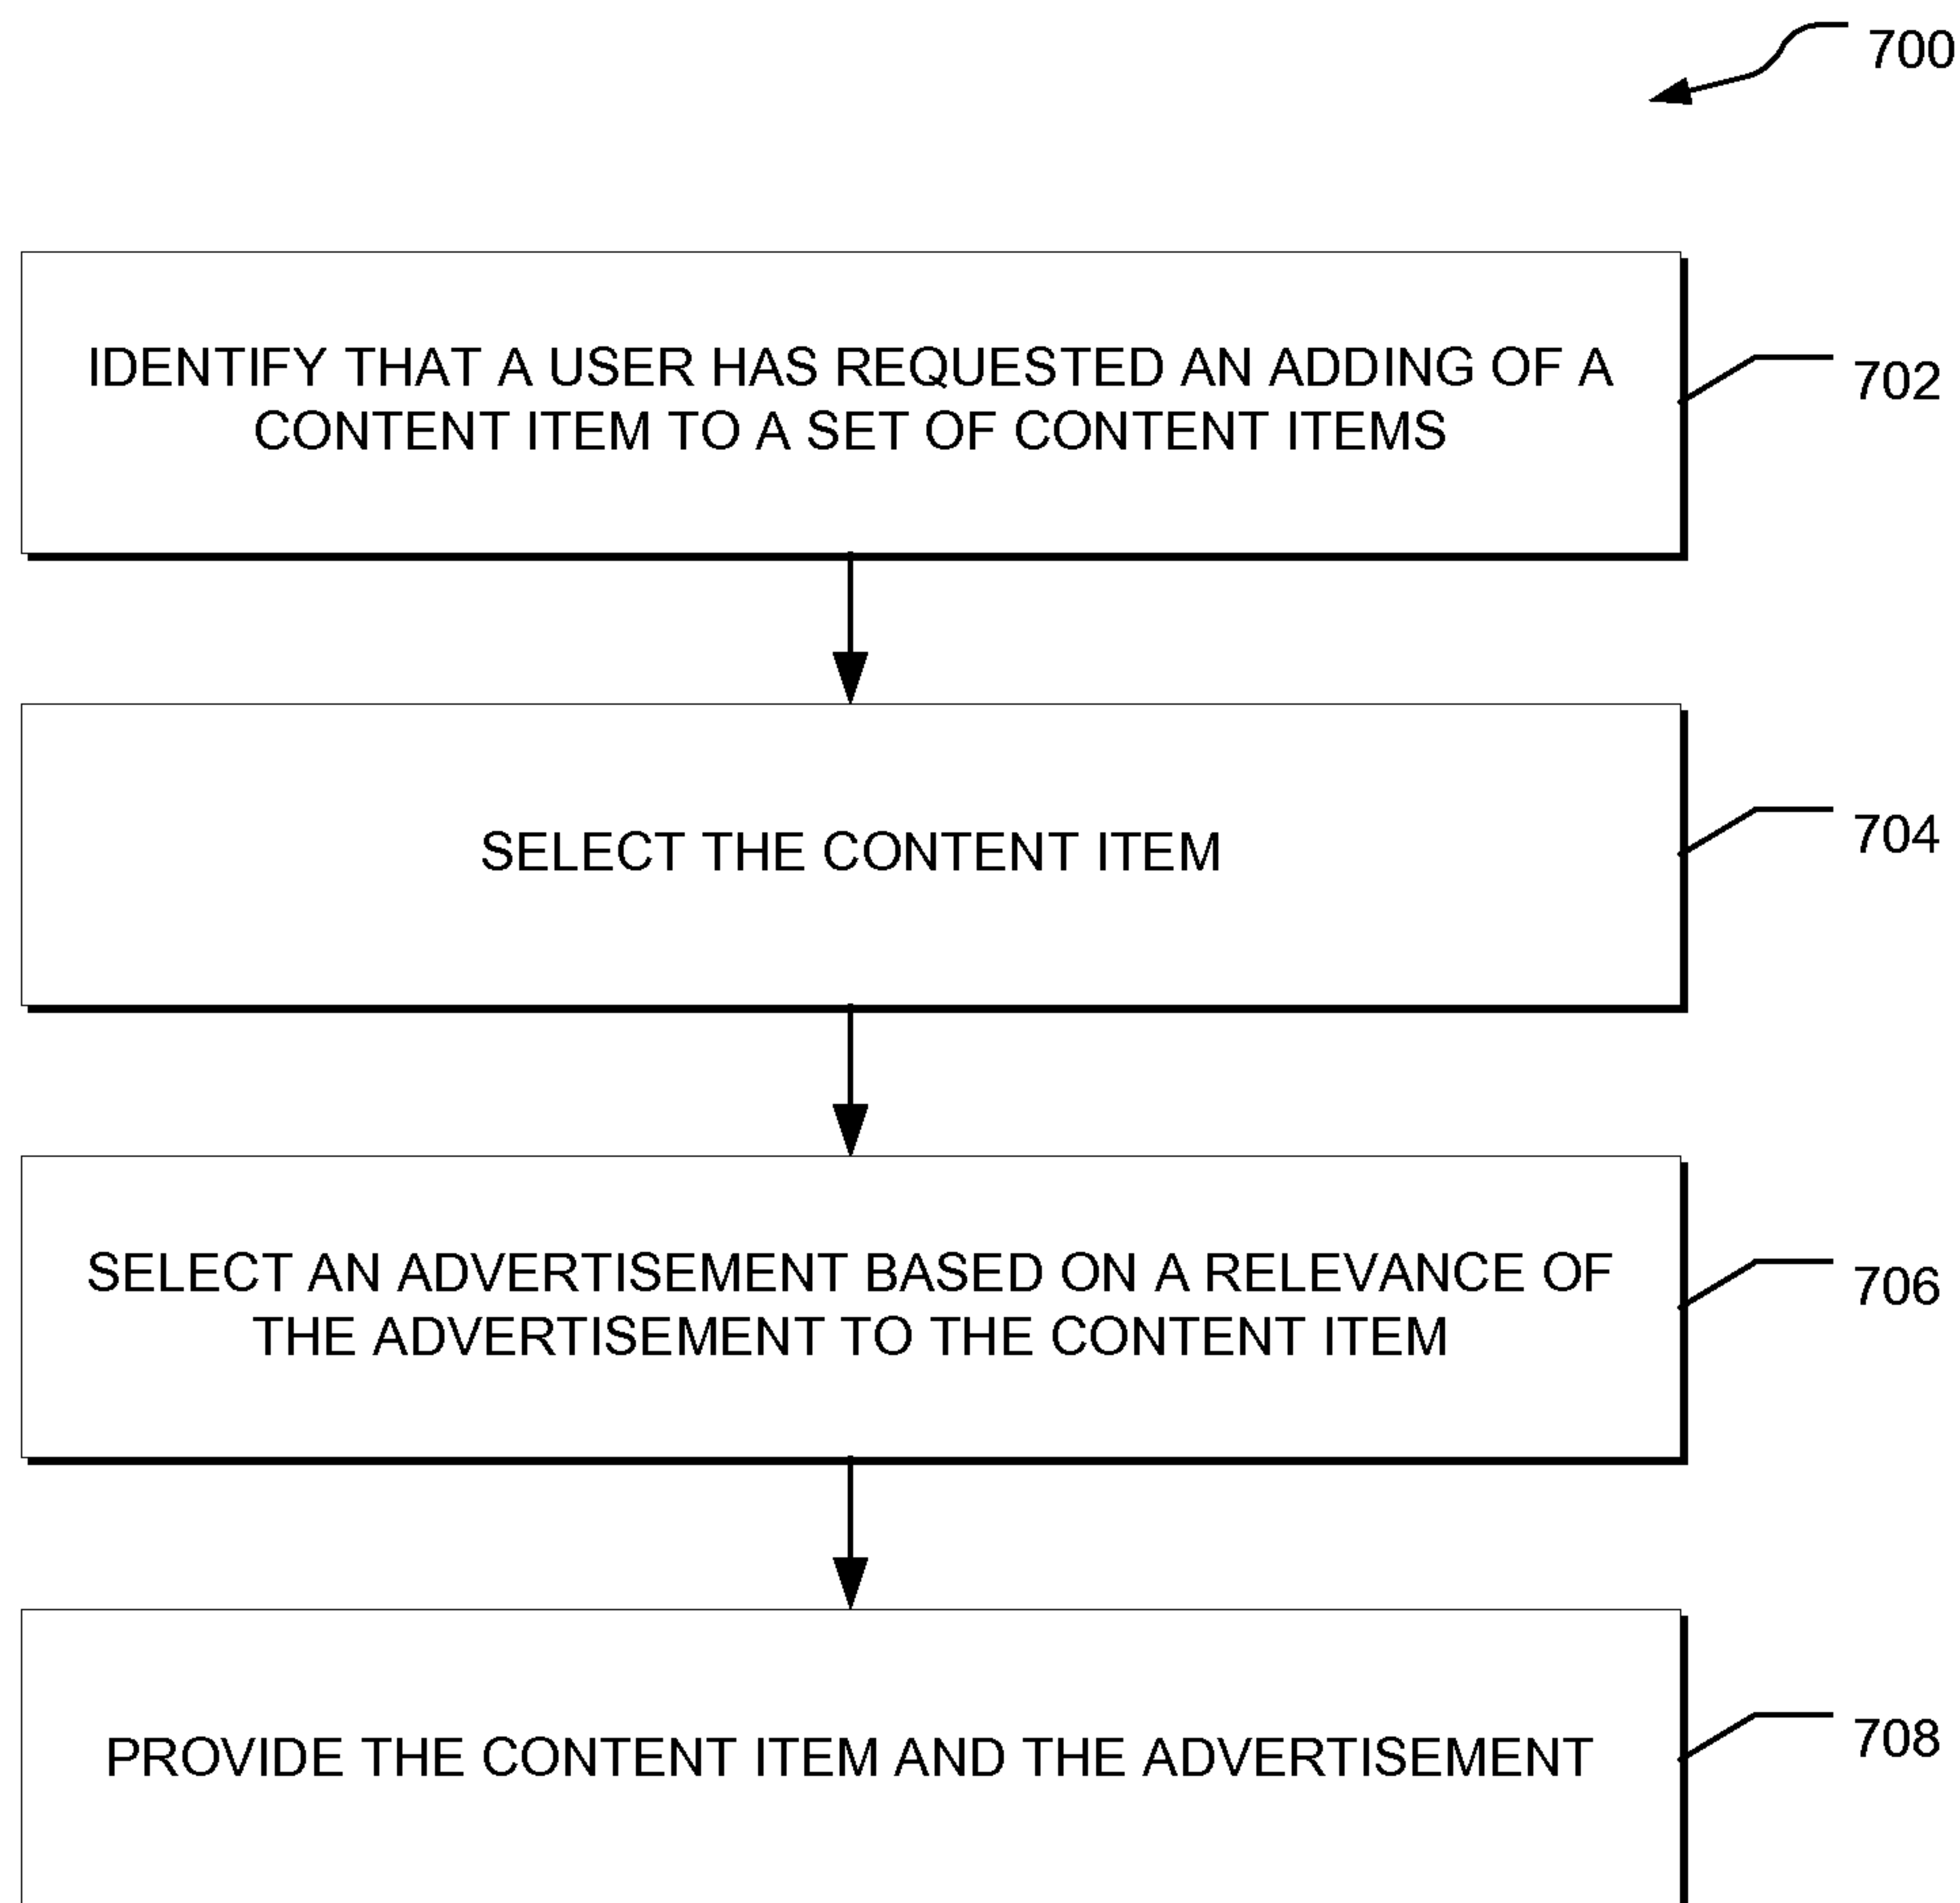 700
IDENTIFY THAT A USER HAS REQUESTED AN ADDING OF A
CONTENT ITEM TO A SET OF CONTENT ITEMS
702
SELECT THE CONTENT ITEM
704
SELECT AN ADVERTISEMENT BASED ON A RELEVANCE OF
THE ADVERTISEMENT TO THE CONTENT ITEM
706
PROVIDE THE CONTENT ITEM AND THE ADVERTISEMENT
708